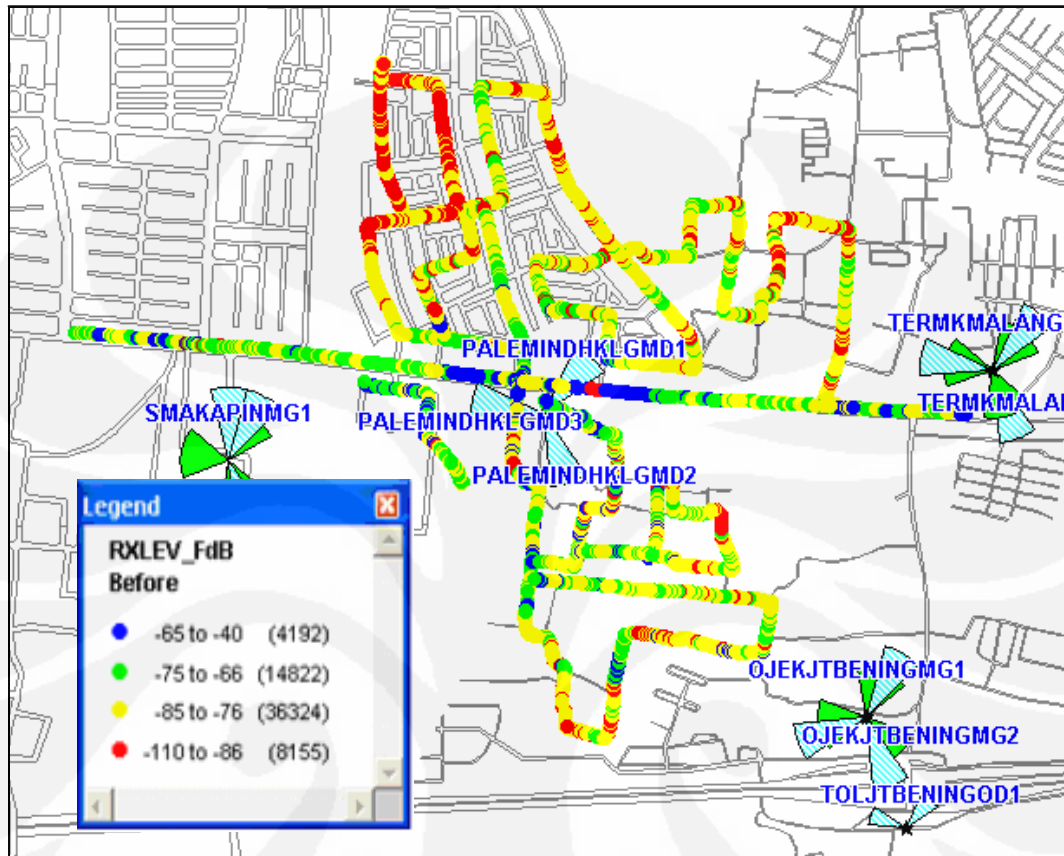 TERMKMALANG
PALEMINDHKLGMD1
TERMKMALA
SMAKAPINMG1
PALEMINDHKLGMD3
PALEMINDHKLGMD2
Legend
RXLEV_FdB
Before
-65 to -40 (4192)
-75 to -66 (14822)
-85 to -76 (36324)
-110 to -86 (8155)
OJEKJTBENINGMG1
OJEKJTBENINGMG2
TOLJTBENINGOD1